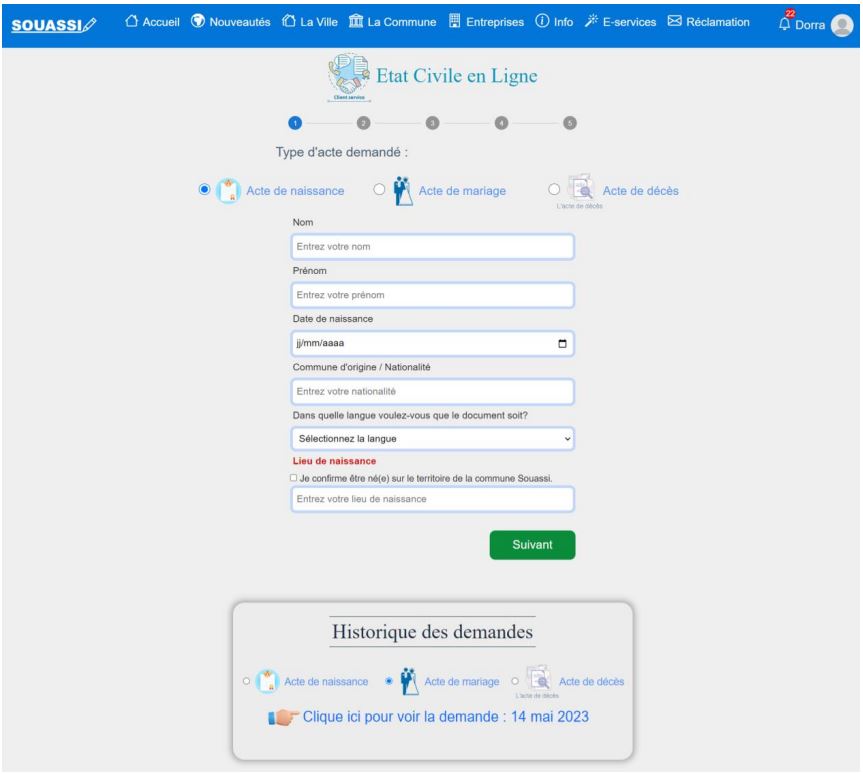 SOUASSI Accueil Nouveautés La Ville La Commune Entreprises Info E-services Réclamation 22 Dorra
Etat Civile en Ligne
Client service
1 2 3 4 5
Type d'acte demandé :
Acte de naissance Acte de mariage Acte de décès
L'acte de décès
Nom
Entrez votre nom
Prénom
Entrez votre prénom
Date de naissance
jj/mm/aaaa
Commune d'origine / Nationalité
Entrez votre nationalité
Dans quelle langue voulez-vous que le document soit?
Sélectionnez la langue
Lieu de naissance
Je confirme être né(e) sur le territoire de la commune Souassi.
Entrez votre lieu de naissance
Suivant
Historique des demandes
Acte de naissance Acte de mariage Acte de décès
L'acte de décès
Clique ici pour voir la demande : 14 mai 2023